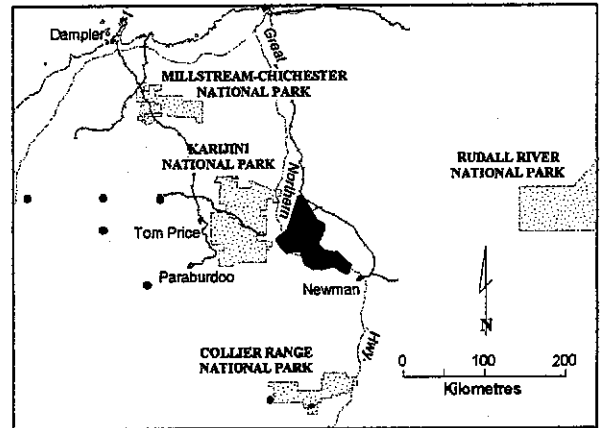 Dampier
Great
MILLSTREAM-CHICHESTER
NATIONAL PARK
KARIJINI
NATIONAL PARK
Northern
RUDALL RIVER
NATIONAL PARK
Tom Price
Paraburdoo
Newman
N
Hwy.
COLLIER RANGE
NATIONAL PARK
0 100 200
Kilometres